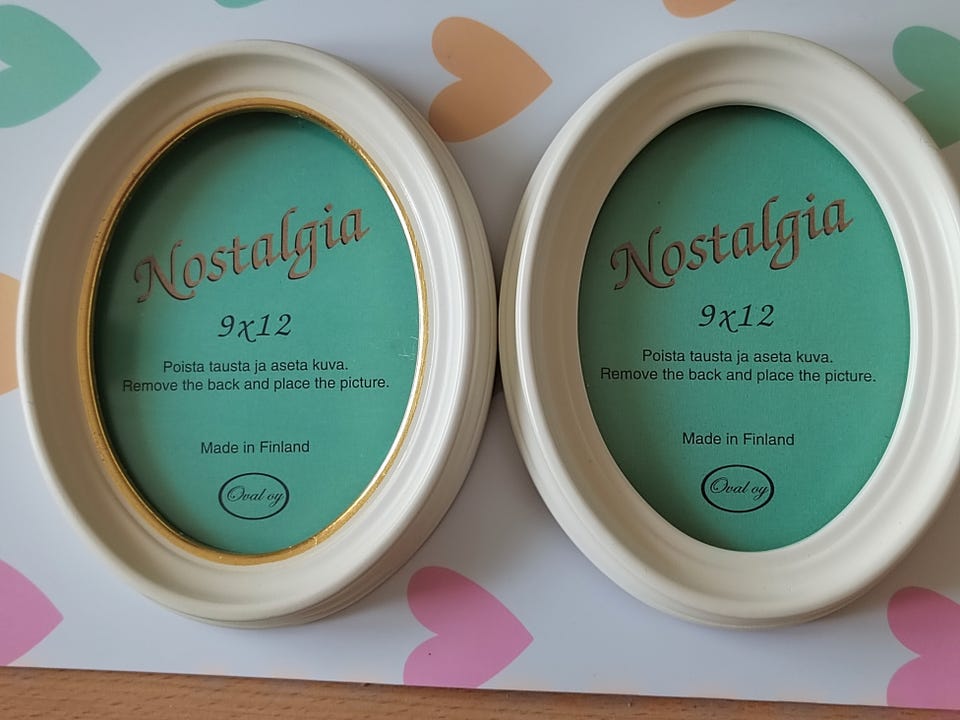 Nostalgia
9x12
Poista tausta ja aseta kuva.
Remove the back and place the picture.
Made in Finland
Oval oy
Nostalgia
9x12
Poista tausta ja aseta kuva.
Remove the back and place the picture.
Made in Finland
Oval oy